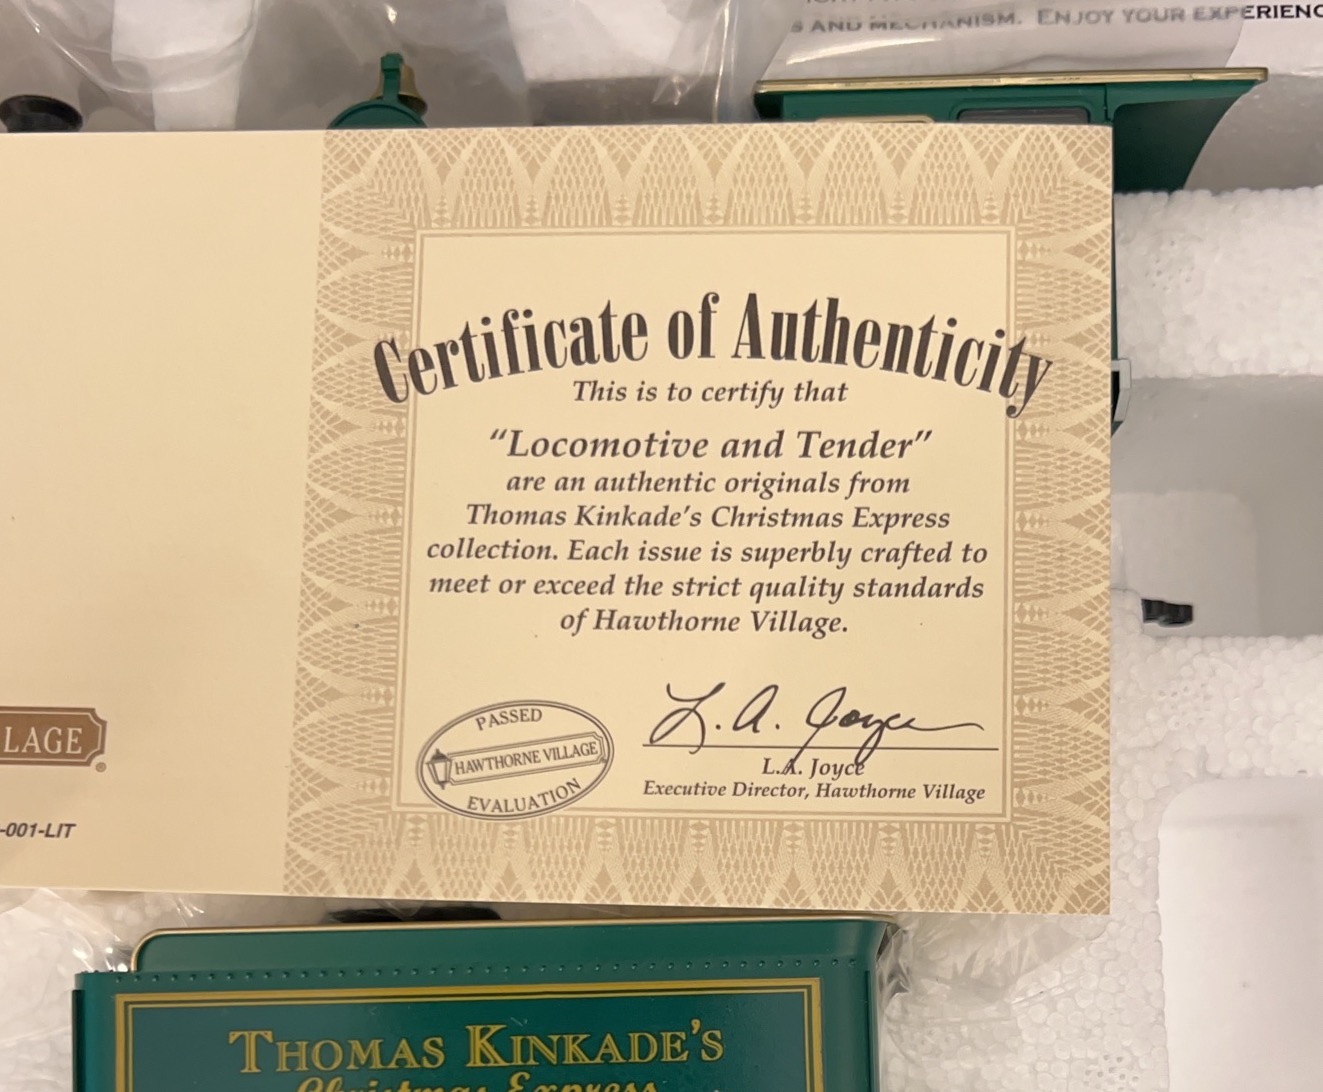 S AND MECHANISM. ENJOY YOUR EXPERIENC
Certificate of Authenticity
This is to certify that
“Locomotive and Tender”
are an authentic originals from
Thomas Kinkade's Christmas Express
collection. Each issue is superbly crafted to
meet or exceed the strict quality standards
of Hawthorne Village.
PASSED
HAWTHORNE VILLAGE
EVALUATION
L. A. Joyce
L.A. Joyce
Executive Director, Hawthorne Village
LAGE®
-001-LIT
THOMAS KINKADE'S
Christmas Express